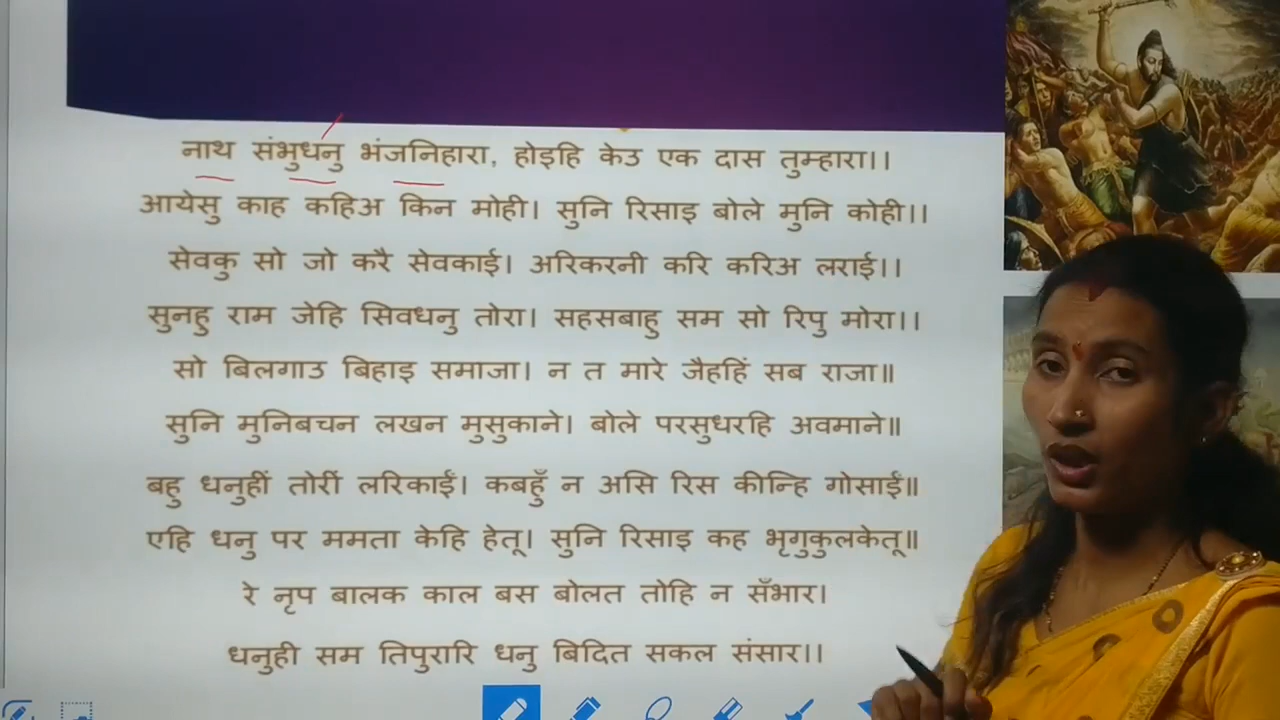 नाथ संभुधनु भंजनिहारा, होइहि केउ एक दास तुम्हारा।।
आयेसु काह कहिअ किन मोही। सुनि रिसाइ बोले मुनि कोही।।
सेवकु सो जो करै सेवकाई। अरिकरनी करि करिअ लराई।।
सुनहु राम जेहि सिवधनु तोरा। सहसबाहु सम सो रिपु मोरा।।
सो बिलगाउ बिहाइ समाजा। न त मारे जैहहिं सब राजा॥
सुनि मुनिबचन लखन मुसुकाने। बोले परसुधरहि अवमाने॥
बहु धनुहीं तोरीं लरिकाईं। कबहुँ न असि रिस कीन्हि गोसाईं॥
एहि धनु पर ममता केहि हेतू। सुनि रिसाइ कह भृगुकुलकेतू॥
रे नृप बालक काल बस बोलत तोहि न सँभार।
धनुही सम तिपुरारि धनु बिदित सकल संसार।।